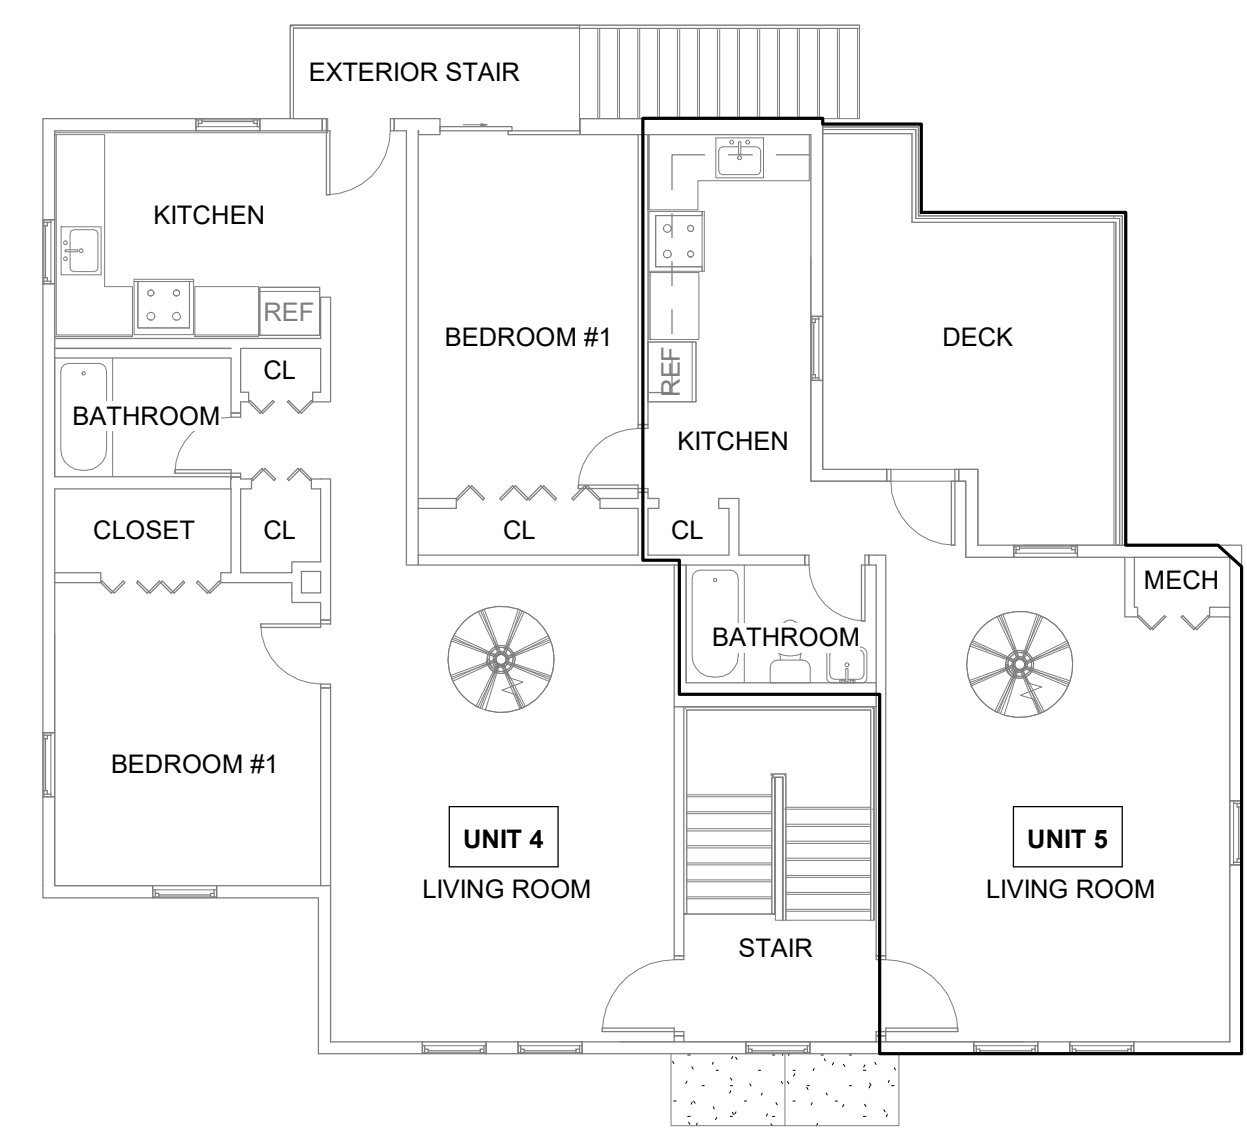 EXTERIOR STAIR
KITCHEN
REF
BEDROOM #1
DECK
CL
REF
BATHROOM
KITCHEN
CLOSET
CL
CL
CL
MECH
BATHROOM
BEDROOM #1
UNIT 4
LIVING ROOM
UNIT 5
LIVING ROOM
STAIR